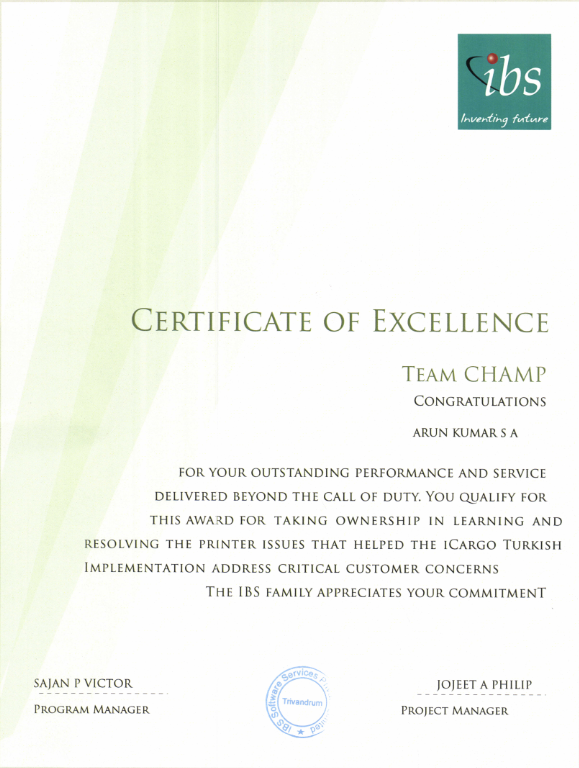 ibs
Inventing future
CERTIFICATE OF EXCELLENCE
TEAM CHAMP
CONGRATULATIONS
ARUN KUMAR S A
FOR YOUR OUTSTANDING PERFORMANCE AND SERVICE
DELIVERED BEYOND THE CALL OF DUTY. YOU QUALIFY FOR
THIS AWARD FOR TAKING OWNERSHIP IN LEARNING AND
RESOLVING THE PRINTER ISSUES THAT HELPED THE iCARGO TURKISH
IMPLEMENTATION ADDRESS CRITICAL CUSTOMER CONCERNS
THE IBS FAMILY APPRECIATES YOUR COMMITMENT
SAJAN P VICTOR
PROGRAM MANAGER
IBS Software Services
Trivandrum
JOJEET A PHILIP
PROJECT MANAGER